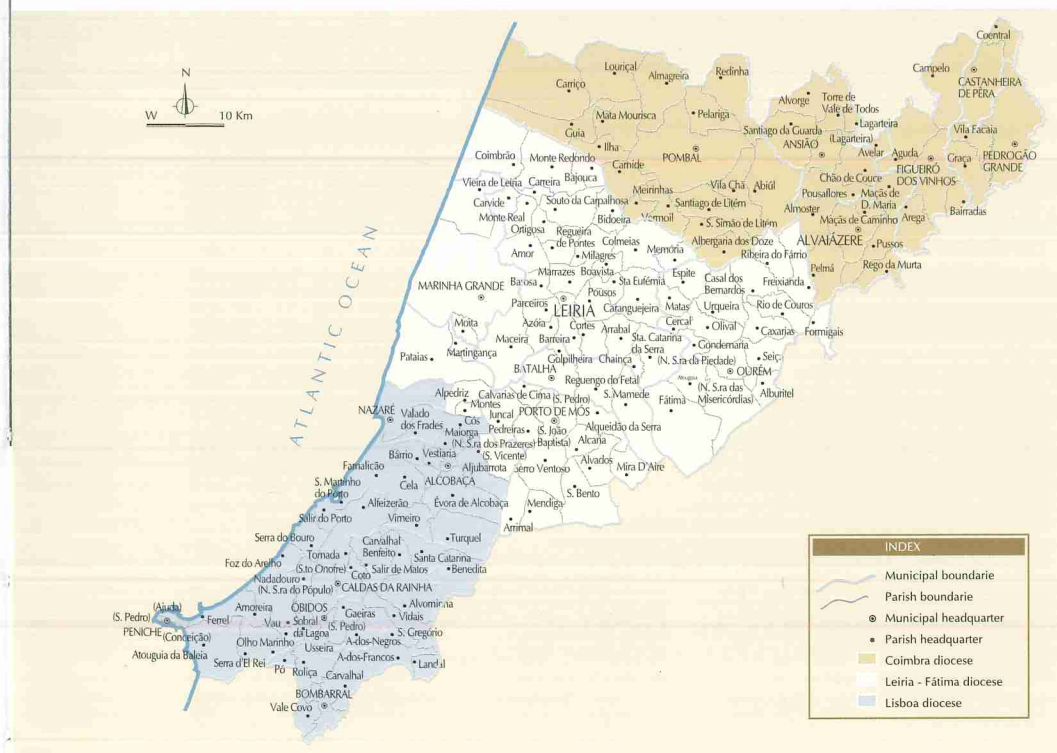 N
W
10 Km
ATLANTIC OCEAN
Coentral
Campelo
CASTANHEIRA
DE PÊRA
Louriçal
Almagreira
Redinha
Carriço
Alvorge
Torre de
Vale de Todos
Mata Mourisca
Pelariga
Lagarteira
(Lagarteira)
Santiago da Guarda
ANSIÃO
Vila Facaia
Guia
Ilha
POMBAL
Avelar
Aguda
FIGUEIRÓ
DOS VINHOS
Graça
PEDROGÃO
GRANDE
Coimbrão
Monte Redondo
Bajouca
Carnide
Chão de Couce
Vieira de Leiria
Carreira
Meirinhas
Vila Chã
Abiúl
Pousaflores
Maçãs de
D. Maria
Carvide
Souto da Carpalhosa
Santiago de Litém
Almoster
Arega
Bairradas
Monte Real
Bidoeira
Vermoil
Maçãs de Caminho
Ortigosa
Regueira
de Pontes
S. Simão de Litém
ALVAIÁZERE
Colmeias
Albergaria dos Doze
Pussos
Amor
Milagres
Memória
Ribeira do Fárrio
Marrazes
Boavista
Espite
Pelmá
Rego da Murta
MARINHA GRANDE
Barosa
Sta Eufémia
Casal dos
Bernardos
Freixianda
Pousos
Parceiros
LEIRIA
Caranguejeira
Matas
Urqueira
Rio de Couros
Moita
Azóia
Cortes
Arrabal
Cercal
Olival
Caxarias
Formigais
Maceira
Barreira
Sta. Catarina
da Serra
Gondemaria
Martingança
Pataias
Golpilheira
Chainça
(N. S.ra da Piedade)
Seiç
BATALHA
OURÉM
Reguengo do Fetal
(N. S.ra das
Misericórdias)
Alburitel
Alpedriz
Calvarias de Cima
(S. Pedro)
S. Mamede
Fátima
Montes
NAZARÉ
Valado
dos Frades
Juncal
PORTO DE MÓS
Cós
Maiorga
Pedreiras
(S. João
Baptista)
Alqueidão da Serra
(N. S.ra dos Prazeres)
Alcaria
(S. Vicente)
Bárrio
Vestiaria
Aljubarrota
Serro Ventoso
Alvados
Mira D'Aire
Famalicão
Cela
ALCOBAÇA
S. Bento
S. Martinho
do Porto
Alfeizerão
Évora de Alcobaça
Mendiga
Salir do Porto
Vimeiro
Arrimal
Serra do Bouro
Carvalhal
Benfeito
Turquel
Tornada
Santa Catarina
Foz do Arelho
(S.to Onofre)
Coto
Salir de Matos
Benedita
Nadadouro
(N. S.ra do Pópulo)
CALDAS DA RAINHA
(Ajuda)
(S. Pedro)
PENICHE
(Conceição)
Ferrel
Amoreira
ÓBIDOS
Gaeiras
Alvorninha
Vau
Sobral
da Lagoa
(S. Pedro)
Vidais
Olho Marinho
Usseira
A-dos-Negros
S. Gregório
Atouguia da Baleia
Serra d'El Rei
Pó
Roliça
A-dos-Francos
Landal
Carvalhal
BOMBARRAL
Vale Covo
INDEX
Municipal boundarie
Parish boundarie
Municipal headquarter
Parish headquarter
Coimbra diocese
Leiria - Fátima diocese
Lisboa diocese